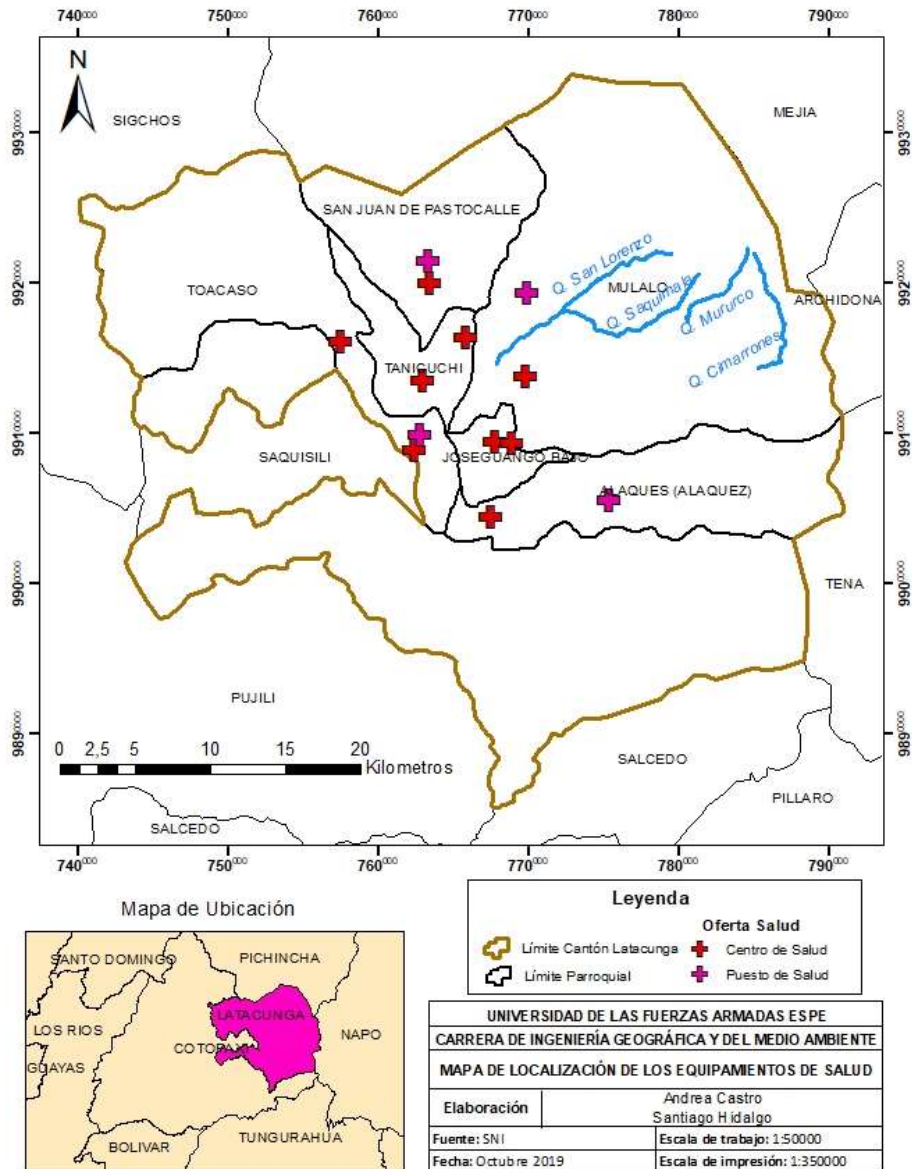 740000 750000 760000 770000 780000 790000
N
SIGCHOS
MEJIA
9930000
9930000
SAN JUAN DE PASTOCALLE
Q. San Lorenzo
9920000
9920000
TOACASO
MULALO
Q. Saquimala
ARCHIDONA
Q. Mururco
TANICUCHI
Q. Cimarrones
9910000
9910000
SAQUISILI
JOSEGUANGO BAJO
ALAQUES (ALAQUEZ)
9900000
9900000
TENA
PUJILI
9890000
9890000
0 2,5 5 10 15 20
Kilometros
SALCEDO
PILLARO
SALCEDO
740000 750000 760000 770000 780000 790000
Mapa de Ubicación
SANTO DOMINGO
PICHINCHA
LATACUNGA
LOS RIOS
NAPO
COTOPAXI
GUAYAS
BOLIVAR
TUNGURAHUA
Leyenda
Oferta Salud
Límite Cantón Latacunga
Centro de Salud
Límite Parroquial
Puesto de Salud
UNIVERSIDAD DE LAS FUERZAS ARMADAS ESPE
CARRERA DE INGENIERÍA GEOGRÁFICA Y DEL MEDIO AMBIENTE
MAPA DE LOCALIZACIÓN DE LOS EQUIPAMIENTOS DE SALUD
Elaboración
Andrea Castro
Santiago Hidalgo
Fuente: SNI
Escala de trabajo: 1:50000
Fecha: Octubre 2019
Escala de impresión: 1:350000